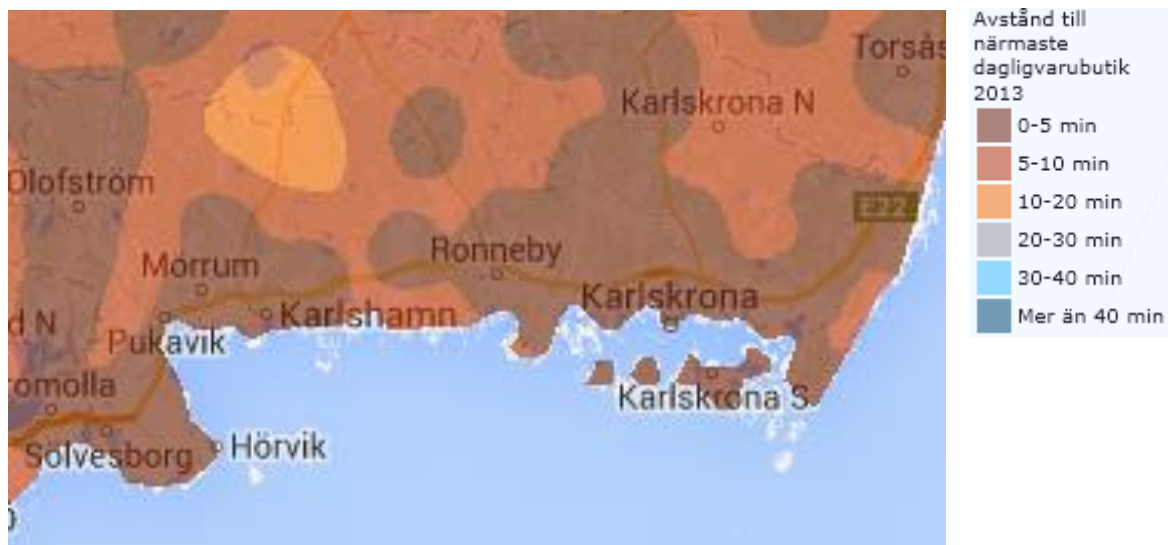 Torsås
Karlskrona N
Olofström
E22
Ronneby
Mörrum
Karlskrona
Karlshamn
d N
Pukavik
omolla
Karlskrona S
Sölvesborg
Hörvik
Avstånd till
närmaste
dagligvarubutik
2013
0-5 min
5-10 min
10-20 min
20-30 min
30-40 min
Mer än 40 min